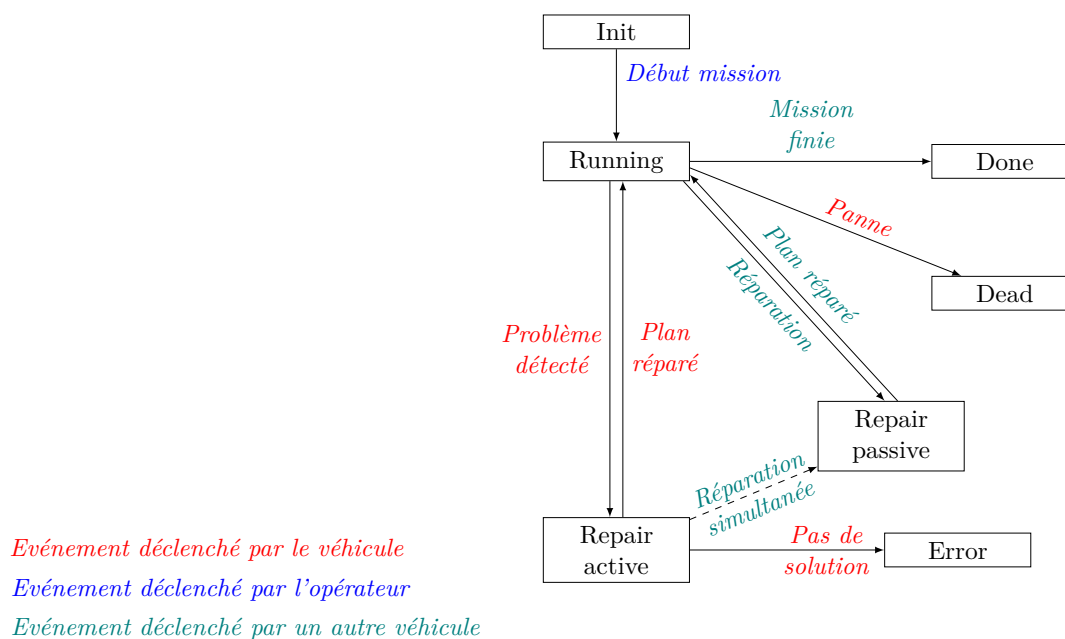 Init
Début mission
Mission
finie
Running
Done
Panne
Plan réparé
Réparation
Dead
Problème
détecté
Plan
réparé
Repair
passive
Réparation
simultanée
Repair
active
Pas de
solution
Error
Evénement déclenché par le véhicule
Evénement déclenché par l'opérateur
Evénement déclenché par un autre véhicule